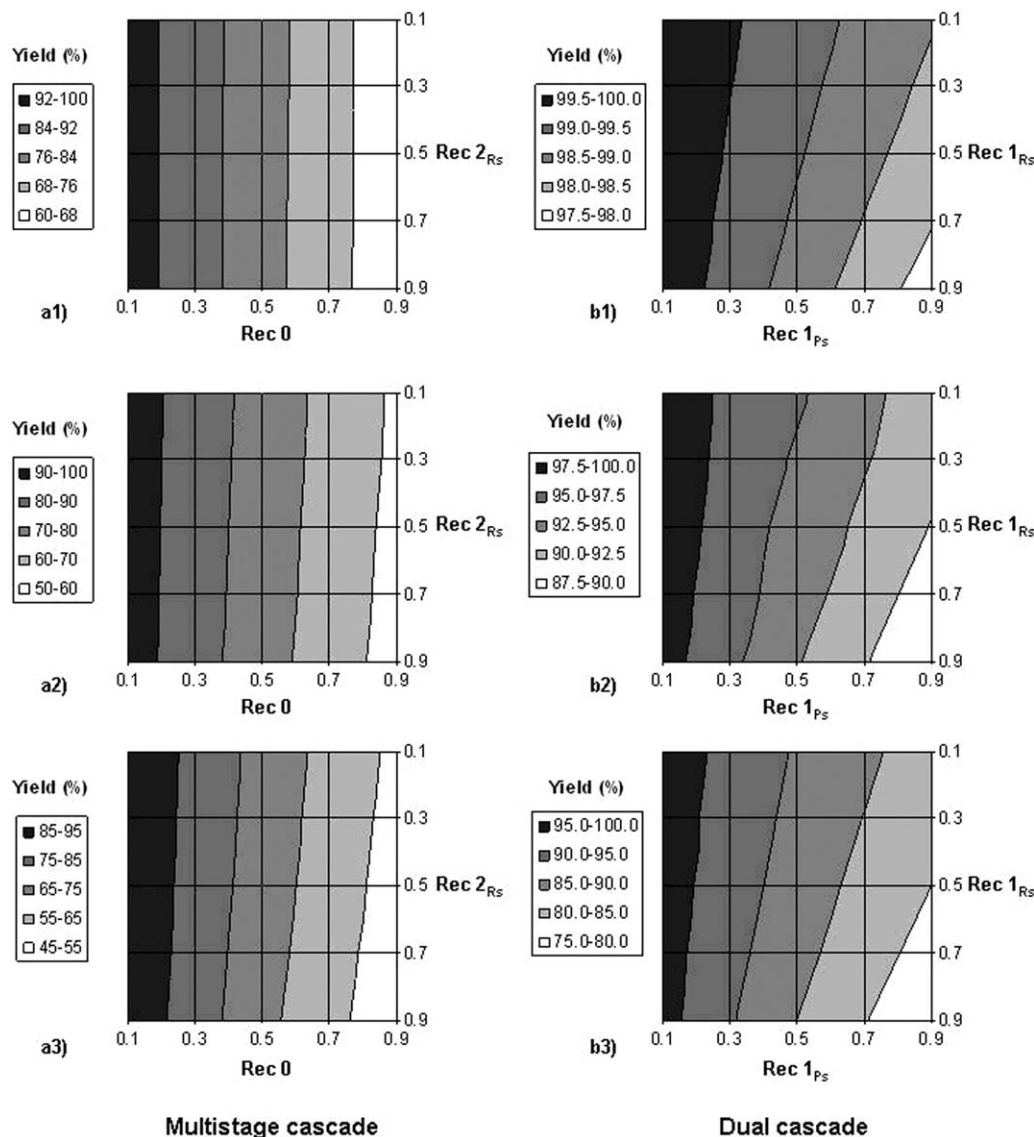 Yield (%)
92-100
84-92
76-84
68-76
60-68
0.1
0.3
0.5
0.7
0.9
Rec 2Rs
0.1 0.3 0.5 0.7 0.9
Rec 0
a1)
Yield (%)
99.5-100.0
99.0-99.5
98.5-99.0
98.0-98.5
97.5-98.0
0.1
0.3
0.5
0.7
0.9
Rec 1Rs
0.1 0.3 0.5 0.7 0.9
Rec 1Ps
b1)
Yield (%)
90-100
80-90
70-80
60-70
50-60
0.1
0.3
0.5
0.7
0.9
Rec 2Rs
0.1 0.3 0.5 0.7 0.9
Rec 0
a2)
Yield (%)
97.5-100.0
95.0-97.5
92.5-95.0
90.0-92.5
87.5-90.0
0.1
0.3
0.5
0.7
0.9
Rec 1Rs
0.1 0.3 0.5 0.7 0.9
Rec 1Ps
b2)
Yield (%)
85-95
75-85
65-75
55-65
45-55
0.1
0.3
0.5
0.7
0.9
Rec 2Rs
0.1 0.3 0.5 0.7 0.9
Rec 0
a3)
Yield (%)
95.0-100.0
90.0-95.0
85.0-90.0
80.0-85.0
75.0-80.0
0.1
0.3
0.5
0.7
0.9
Rec 1Rs
0.1 0.3 0.5 0.7 0.9
Rec 1Ps
b3)
Multistage cascade
Dual cascade